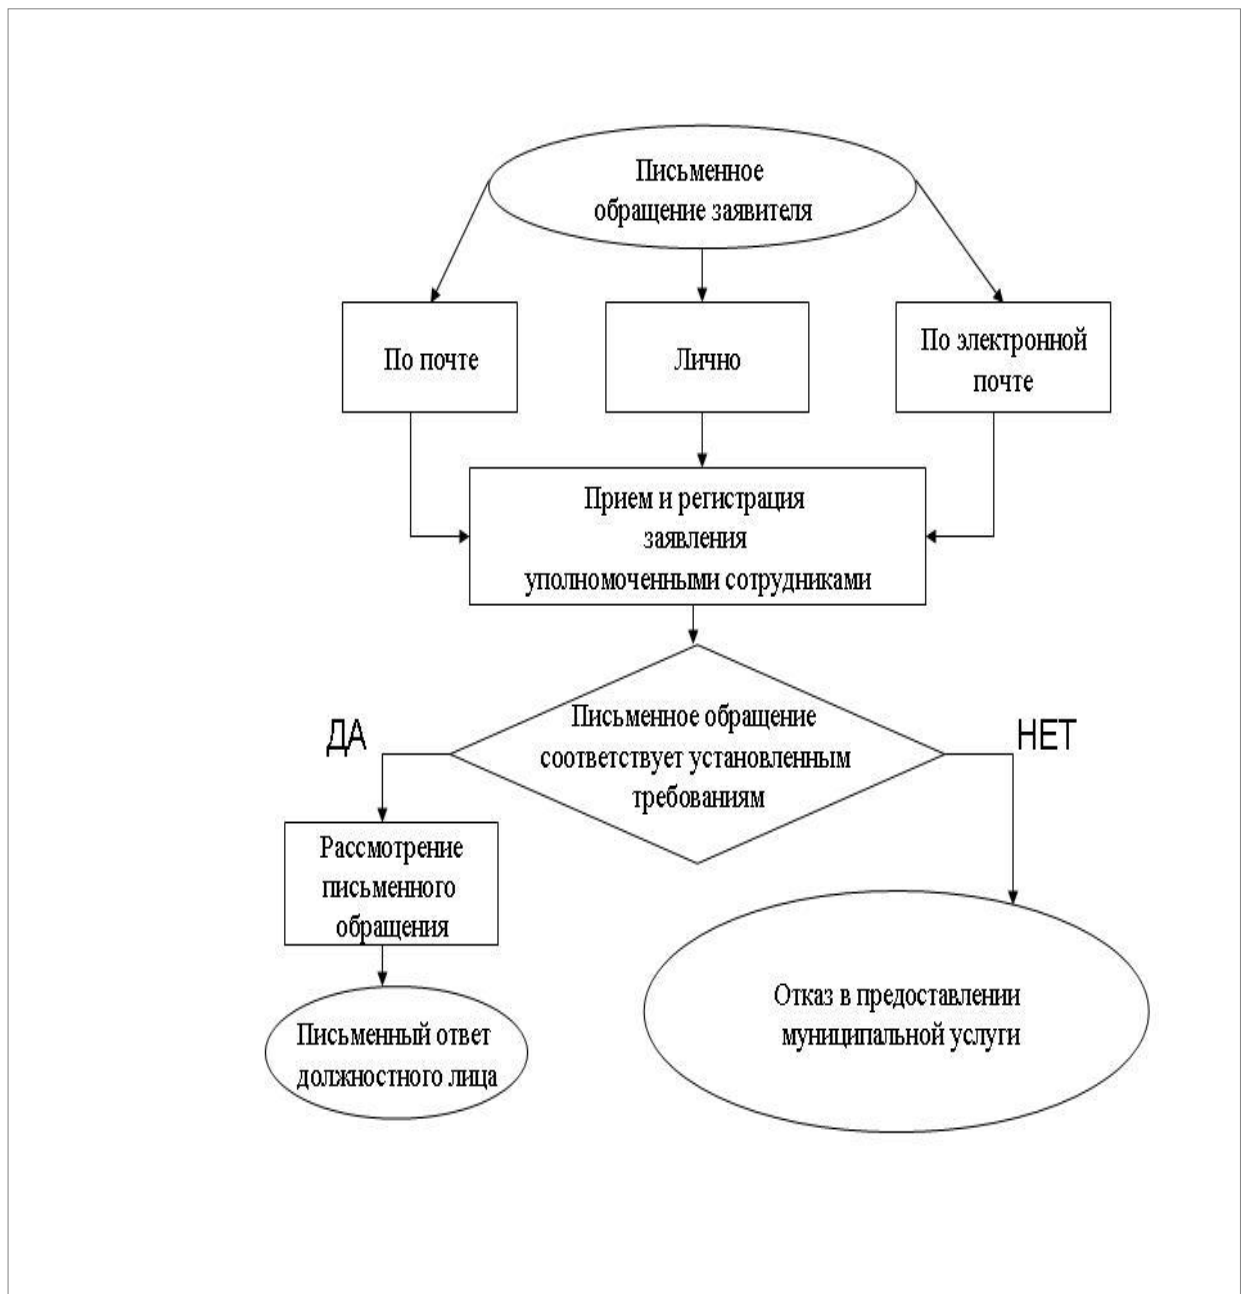 Письменное
обращение заявителя
По почте
Лично
По электронной
почте
Прием и регистрация
заявления
уполномоченными сотрудниками
Письменное обращение
соответствует установленным
требованиям
ДА
НЕТ
Рассмотрение
письменного
обращения
Письменный ответ
должностного лица
Отказ в предоставлении
муниципальной услуги